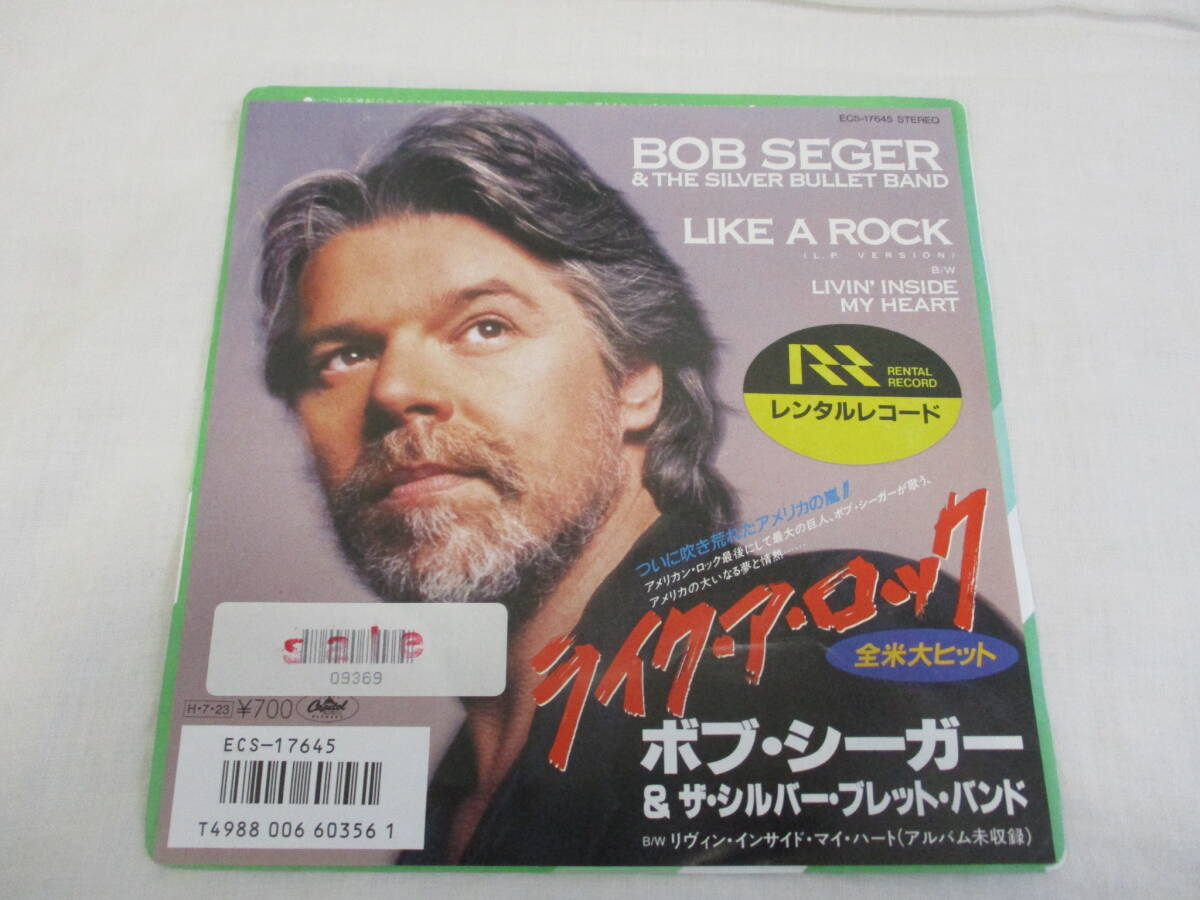 ECS-17645 STEREO
BOB SEGER
& THE SILVER BULLET BAND
LIKE A ROCK
(L.P. VERSION)
B/W
LIVIN' INSIDE
MY HEART
RENTAL
RECORD
レンタルレコード
ついに吹き荒れたアメリカの嵐!!
アメリカン・ロック最後にして最大の巨人、ボブ・シーガーが歌う、
アメリカの大いなる夢と情熱……
ライク・ア・ロック
全米大ヒット
sale
09369
H・7・23 ¥700 Capitol
ECS-17645
T4988 006 60356 1
ボブ・シーガー
& ザ・シルバー・ブレット・バンド
B/W リヴィン・インサイド・マイ・ハート(アルバム未収録)